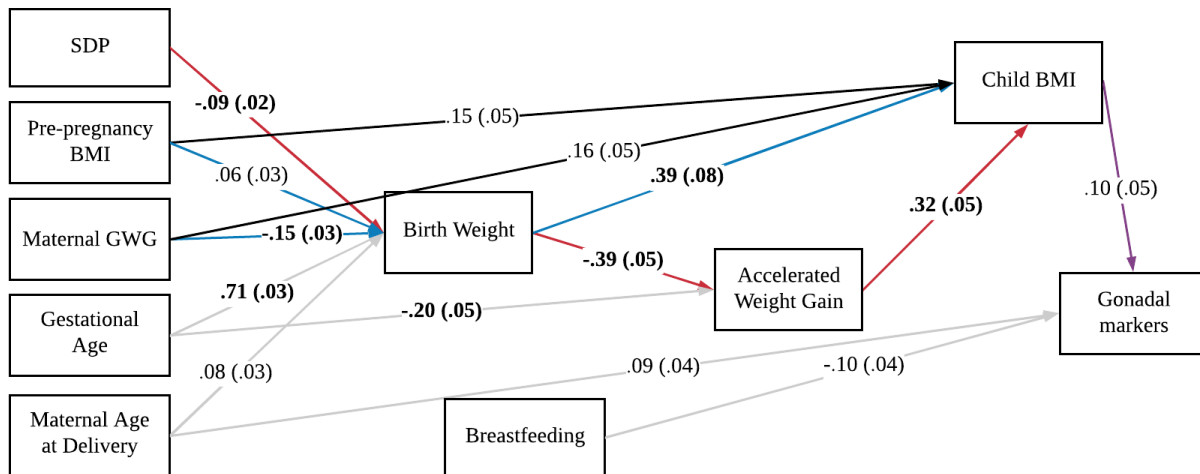 SDP
Child BMI
-.09 (.02)
.15 (.05)
Pre-pregnancy
BMI
.16 (.05)
.06 (.03)
.39 (.08)
.10 (.05)
.32 (.05)
Maternal GWG
-.15 (.03)
Birth Weight
-.39 (.05)
Accelerated
Weight Gain
.71 (.03)
-.20 (.05)
Gonadal
markers
Gestational
Age
.08 (.03)
.09 (.04)
-.10 (.04)
Maternal Age
at Delivery
Breastfeeding